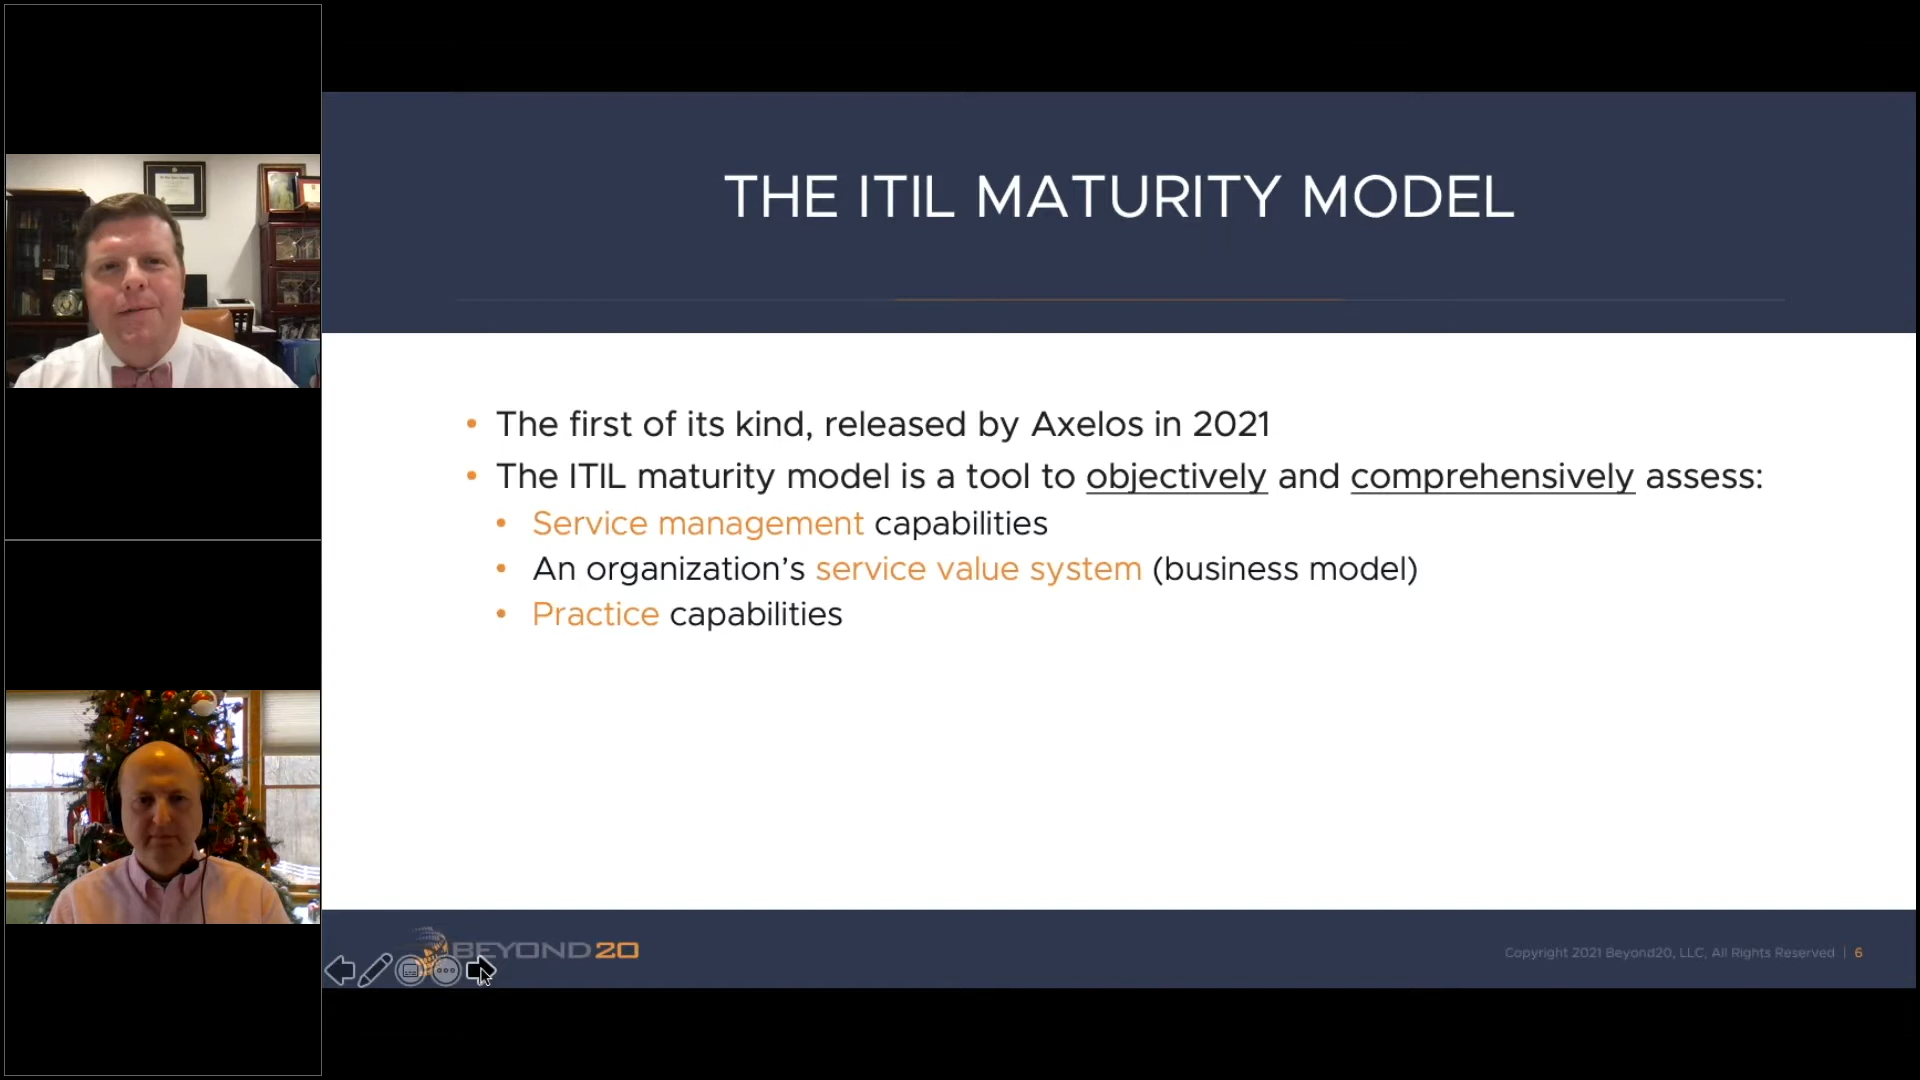 THE ITIL MATURITY MODEL
• The first of its kind, released by Axelos in 2021
• The ITIL maturity model is a tool to objectively and comprehensively assess:
• Service management capabilities
• An organization’s service value system (business model)
• Practice capabilities
BEYOND20
Copyright 2021 Beyond20, LLC, All Rights Reserved | 6